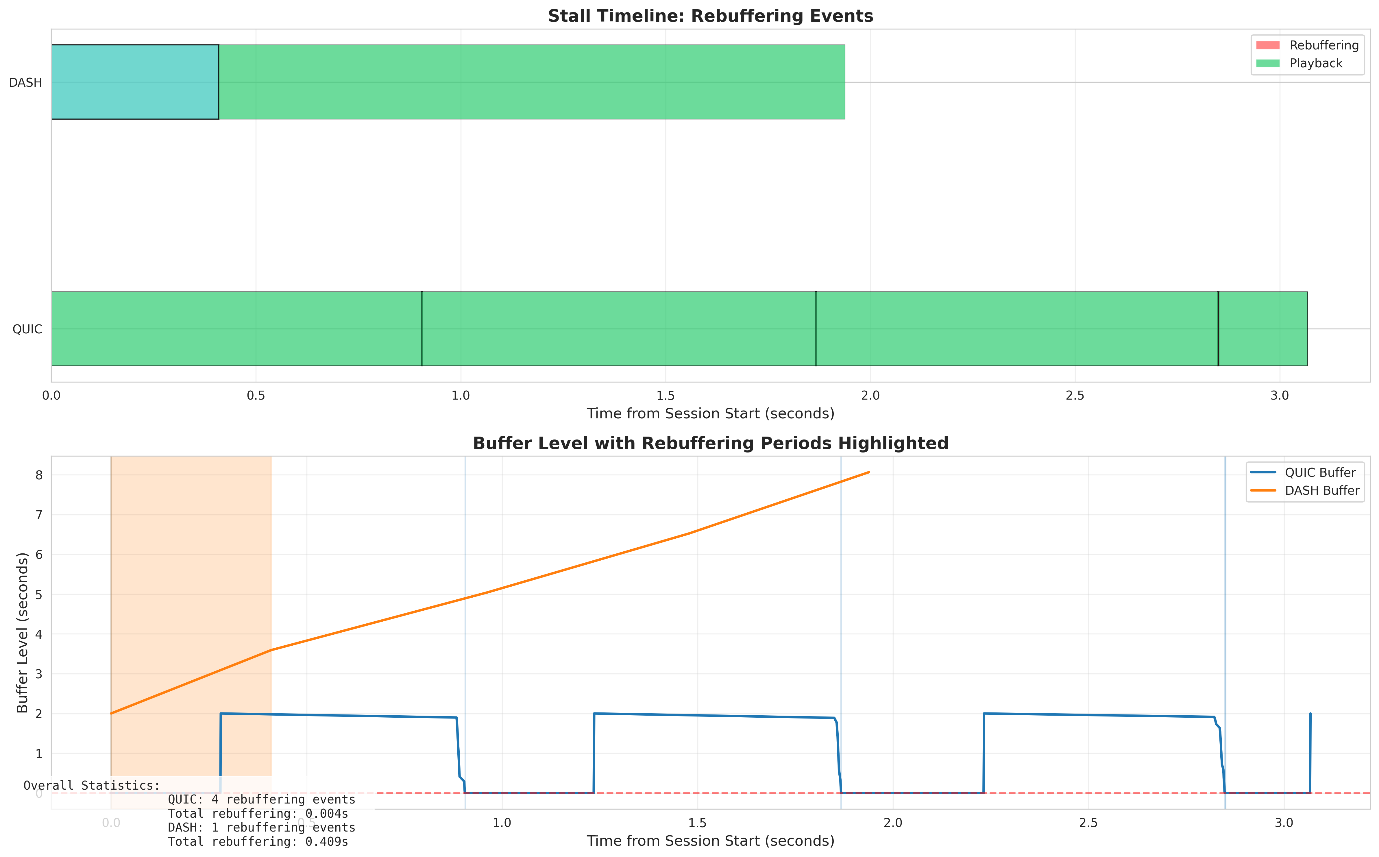 Stall Timeline: Rebuffering Events
Rebuffering
Playback
DASH
QUIC
0.0 0.5 1.0 1.5 2.0 2.5 3.0
Time from Session Start (seconds)
Buffer Level with Rebuffering Periods Highlighted
QUIC Buffer
DASH Buffer
Buffer Level (seconds)
8
7
6
5
4
3
2
1
0
Overall Statistics:
QUIC: 4 rebuffering events
Total rebuffering: 0.004s
DASH: 1 rebuffering events
Total rebuffering: 0.409s
0.0 0.5 1.0 1.5 2.0 2.5 3.0
Time from Session Start (seconds)